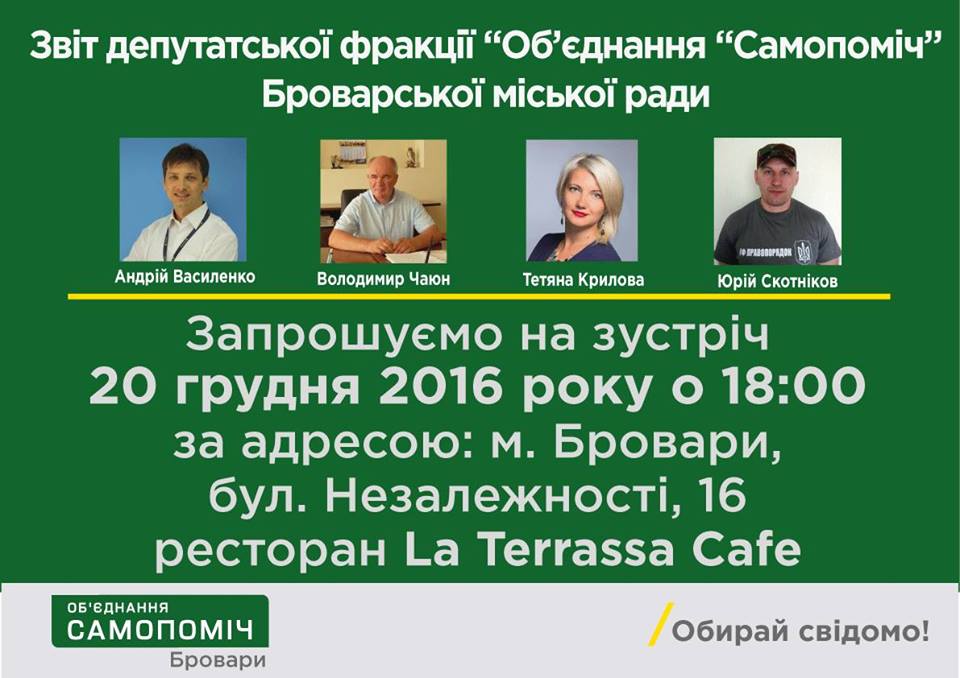 Звіт депутатської фракції “Об’єднання “Самопоміч”
Броварської міської ради
Андрій Василенко
Володимир Чаюн
Тетяна Крилова
Юрій Скотніков
ПРАВОПОРЯДОК
Запрошуємо на зустріч
20 грудня 2016 року о 18:00
за адресою: м. Бровари,
бул. Незалежності, 16
ресторан La Terrassa Cafe
ОБ'ЄДНАННЯ
САМОПОМІЧ
Бровари
Обирай свідомо!